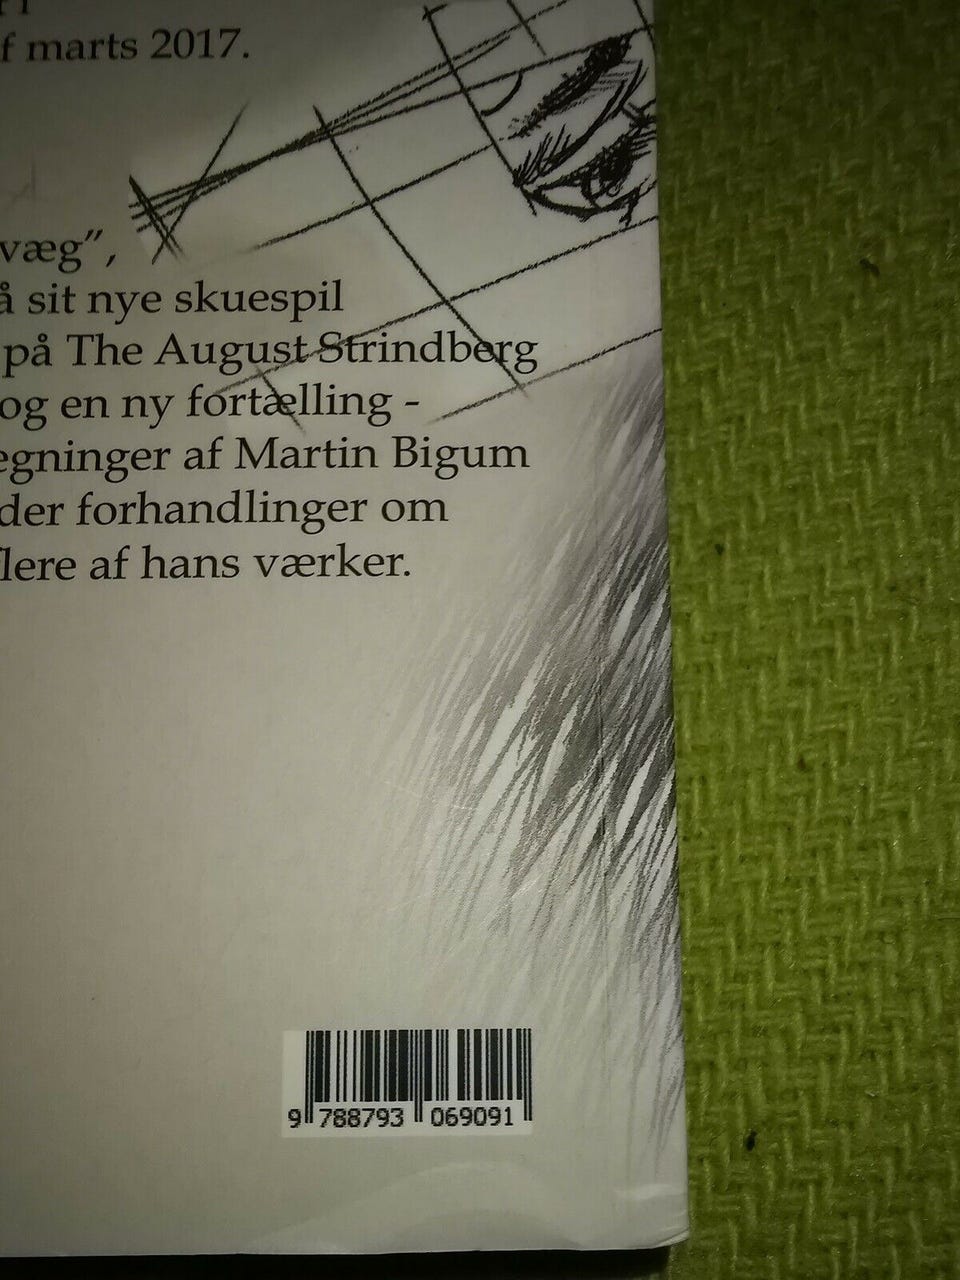 f marts 2017.
væg”,
å sit nye skuespil
på The August Strindberg
og en ny fortælling -
egninger af Martin Bigum
der forhandlinger om
flere af hans værker.
9 788793 069091